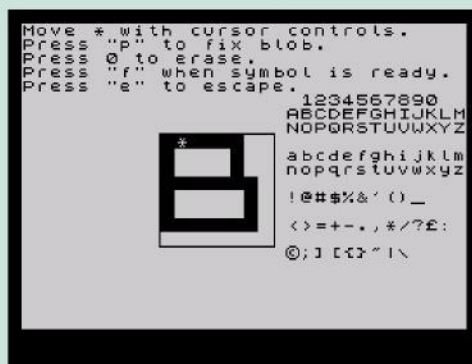 Move * with cursor controls.
Press "p" to fix blob.
Press 0 to erase.
Press "f" when symbol is ready.
Press "e" to escape.
1234567890
ABCDEFGHIJKLM
NOPQRSTUVWXYZ
abcdefghijklm
nopqrstuvwxyz
!@#$%&'()_
<>=+-.,*/?£:
©;] [{}~|\
*
B